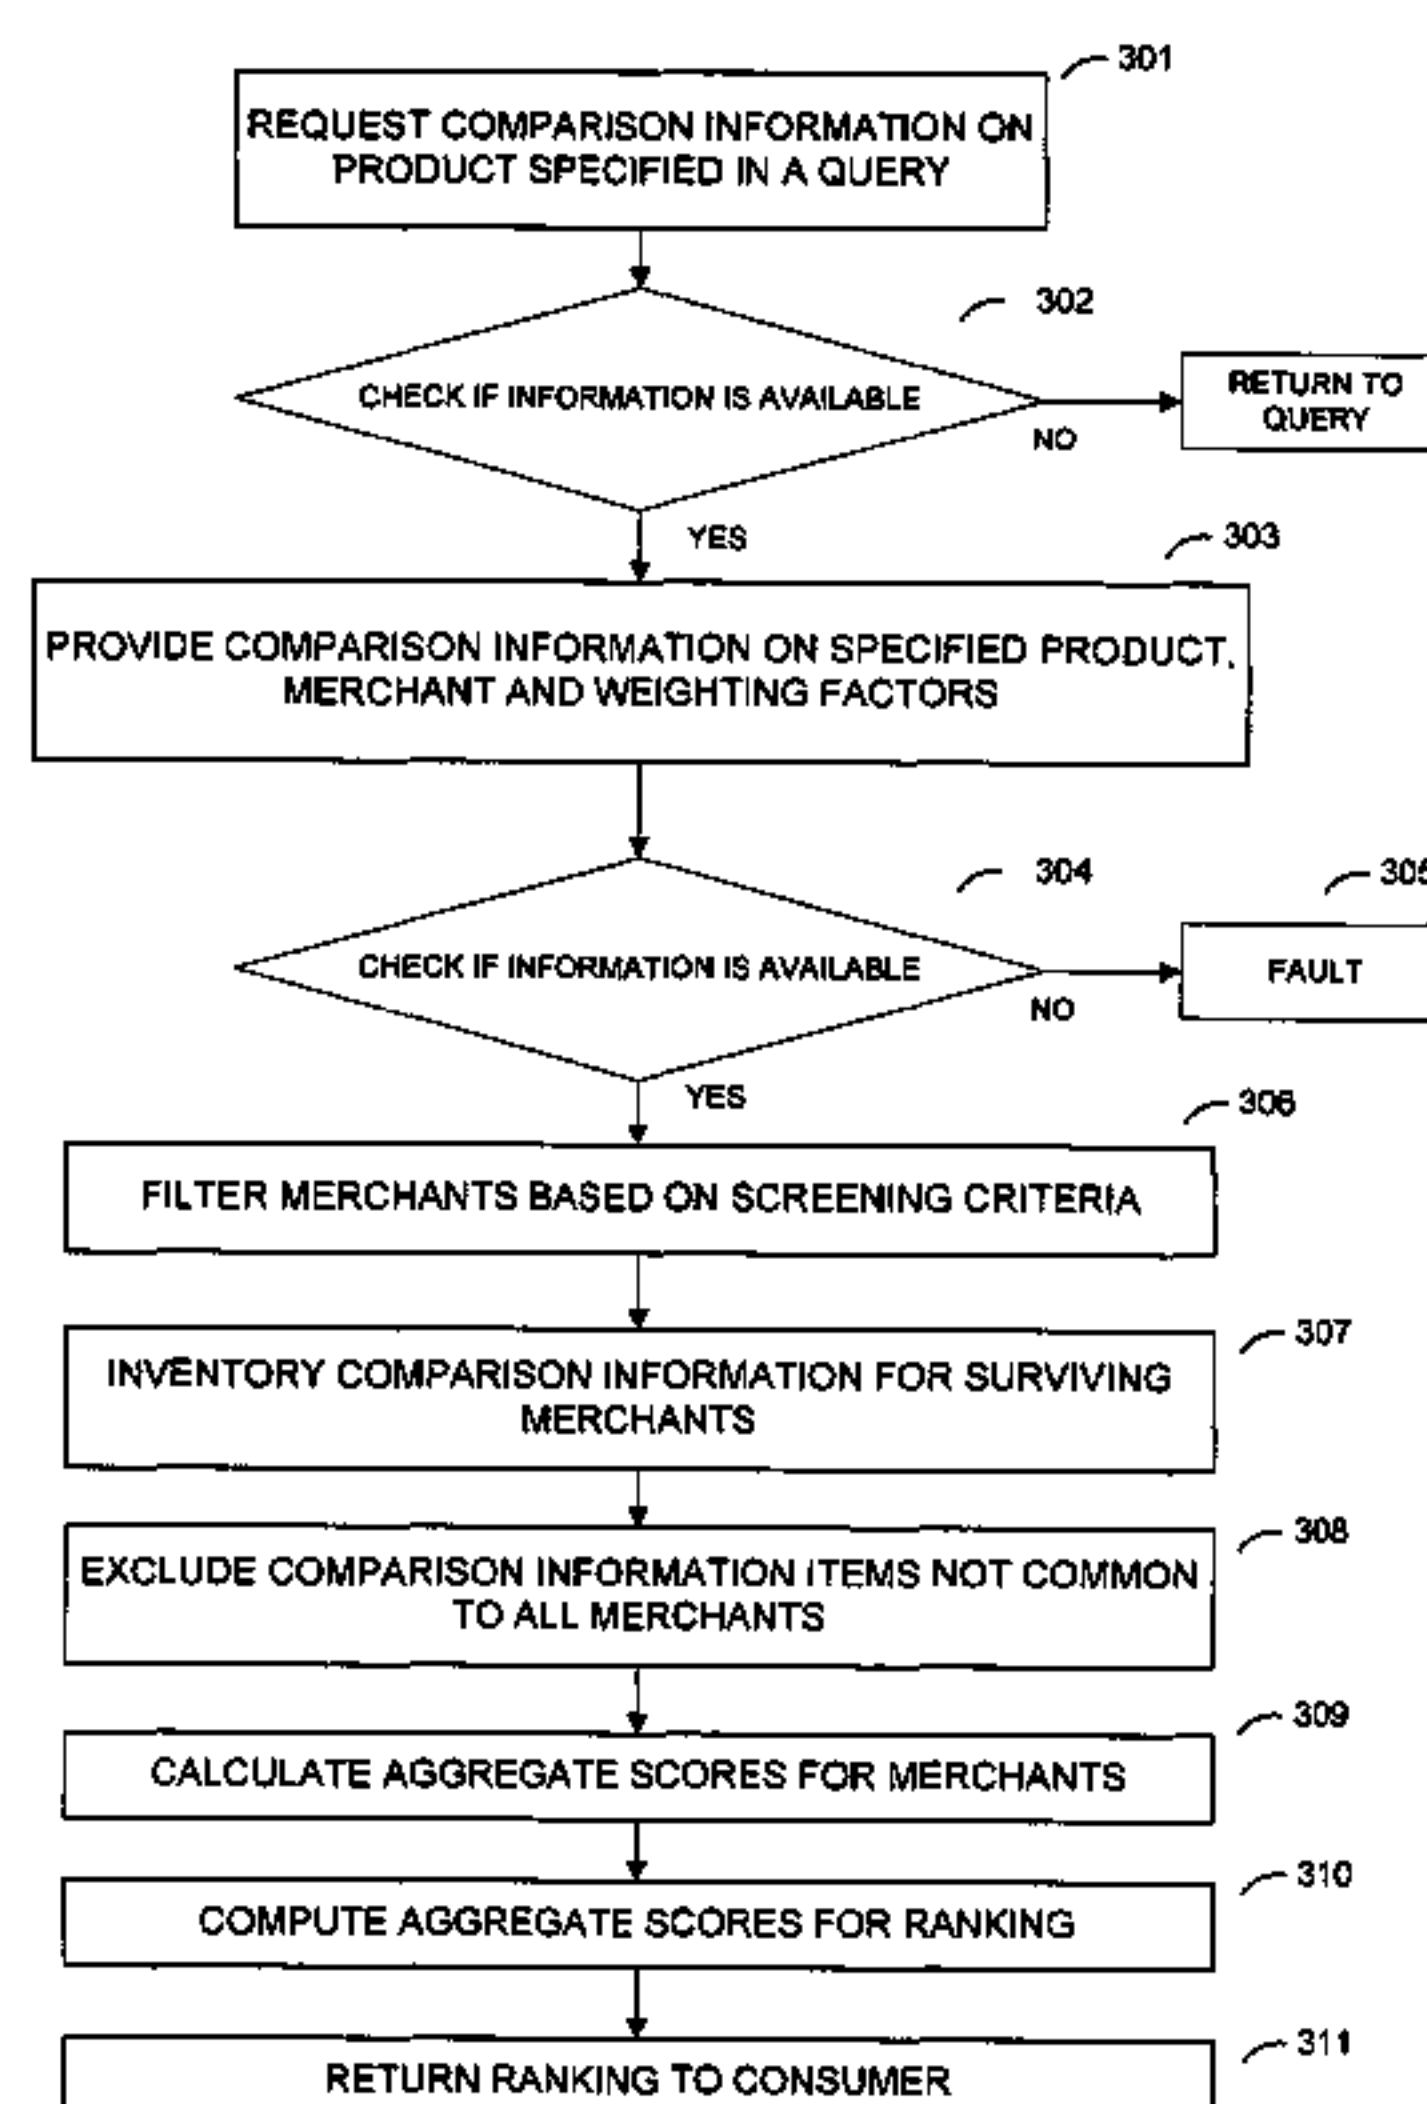 301
REQUEST COMPARISON INFORMATION ON
PRODUCT SPECIFIED IN A QUERY
302
CHECK IF INFORMATION IS AVAILABLE
RETURN TO
QUERY
NO
YES
303
PROVIDE COMPARISON INFORMATION ON SPECIFIED PRODUCT,
MERCHANT AND WEIGHTING FACTORS
304
305
CHECK IF INFORMATION IS AVAILABLE
FAULT
NO
YES
306
FILTER MERCHANTS BASED ON SCREENING CRITERIA
307
INVENTORY COMPARISON INFORMATION FOR SURVIVING
MERCHANTS
308
EXCLUDE COMPARISON INFORMATION ITEMS NOT COMMON
TO ALL MERCHANTS
309
CALCULATE AGGREGATE SCORES FOR MERCHANTS
310
COMPUTE AGGREGATE SCORES FOR RANKING
311
RETURN RANKING TO CONSUMER